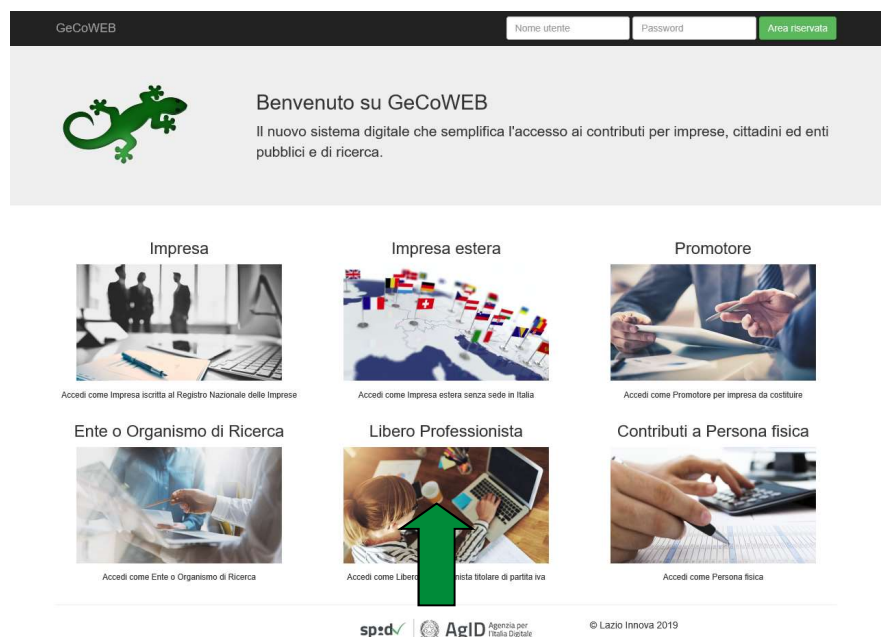 GeCoWEB
Nome utente
Password
Area riservata
Benvenuto su GeCoWEB
Il nuovo sistema digitale che semplifica l'accesso ai contributi per imprese, cittadini ed enti
pubblici e di ricerca.
Impresa
Impresa estera
Promotore
Accedi come Impresa iscritta al Registro Nazionale delle Imprese
Accedi come Impresa estera senza sede in Italia
Accedi come Promotore per impresa da costituire
Ente o Organismo di Ricerca
Libero Professionista
Contributi a Persona fisica
Accedi come Ente o Organismo di Ricerca
Accedi come Libero nista titolare di partita iva
Accedi come Persona fisica
spid
AgID
Agenzia per
l'Italia Digitale
© Lazio Innova 2019